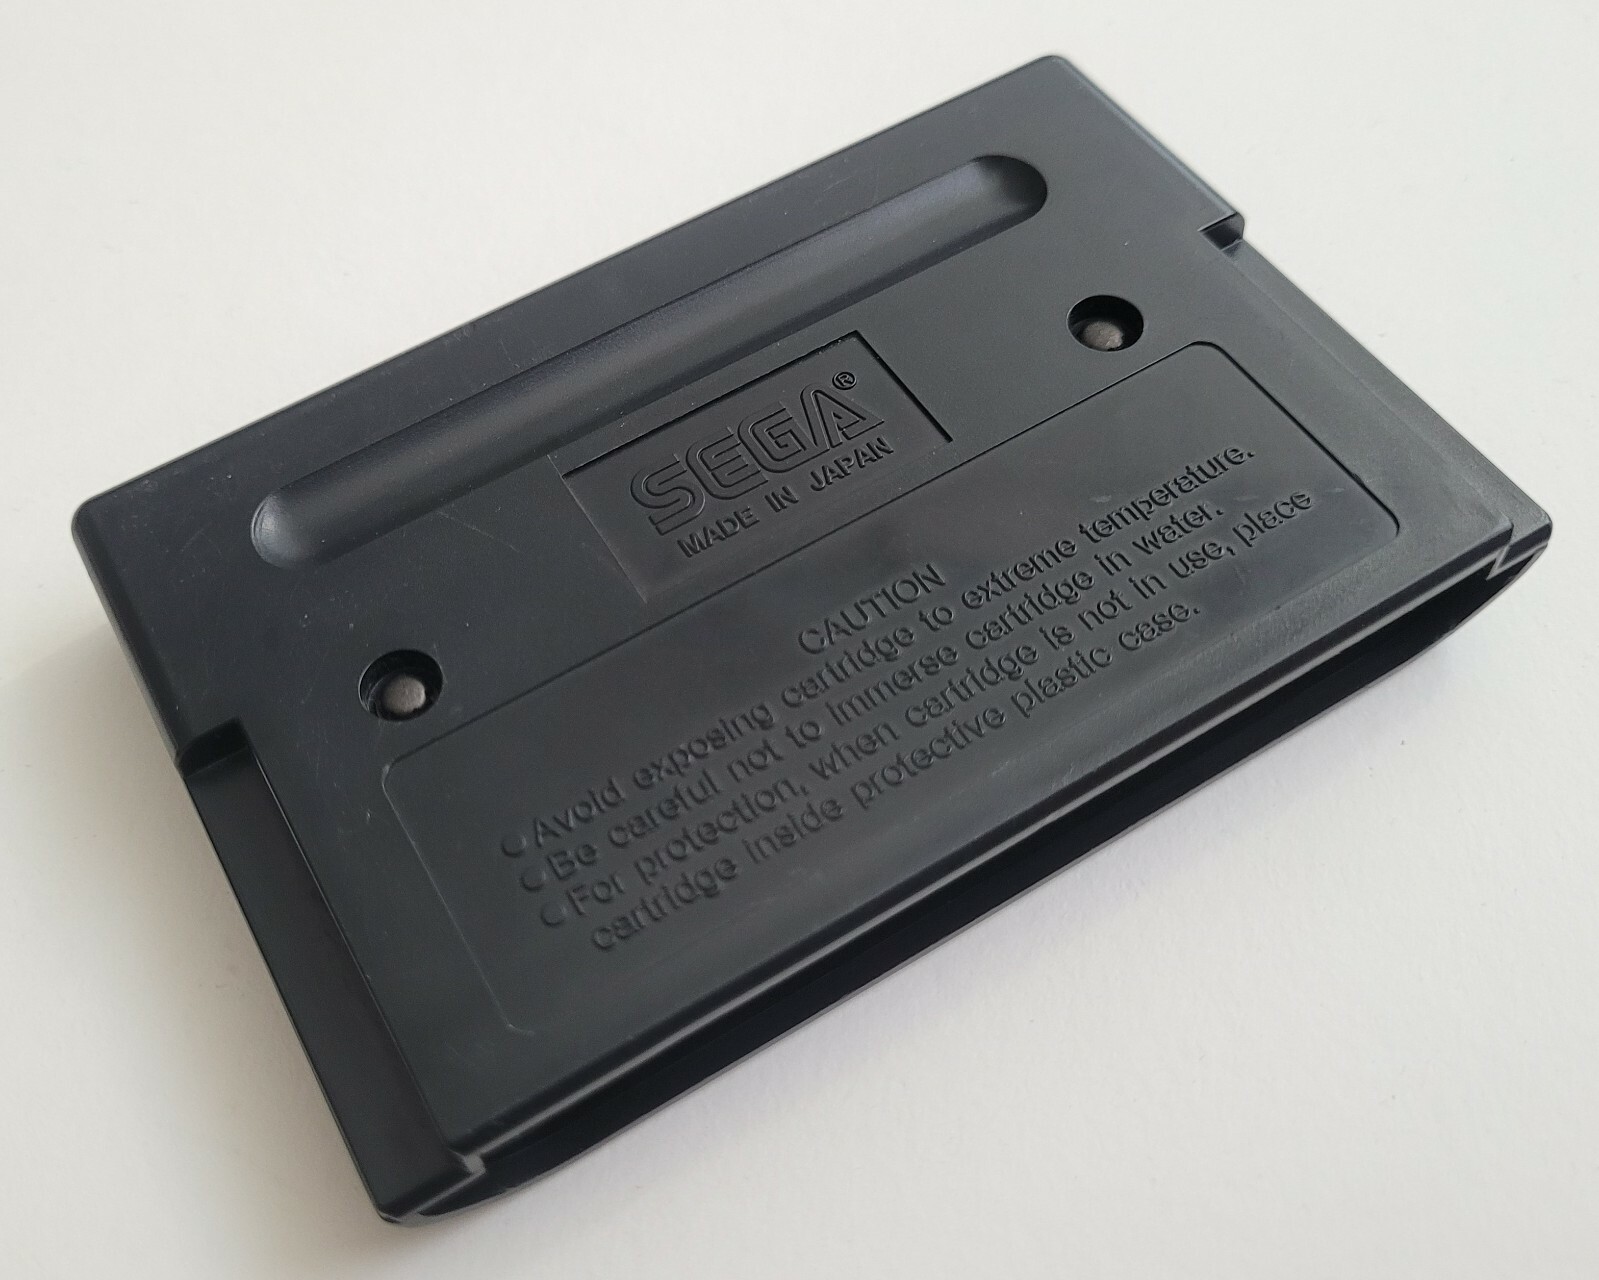 SEGA®
MADE IN JAPAN
CAUTION
●Avoid exposing cartridge to extreme temperature.
●Be careful not to immerse cartridge in water.
●For protection, when cartridge is not in use, place
cartridge inside protective plastic case.